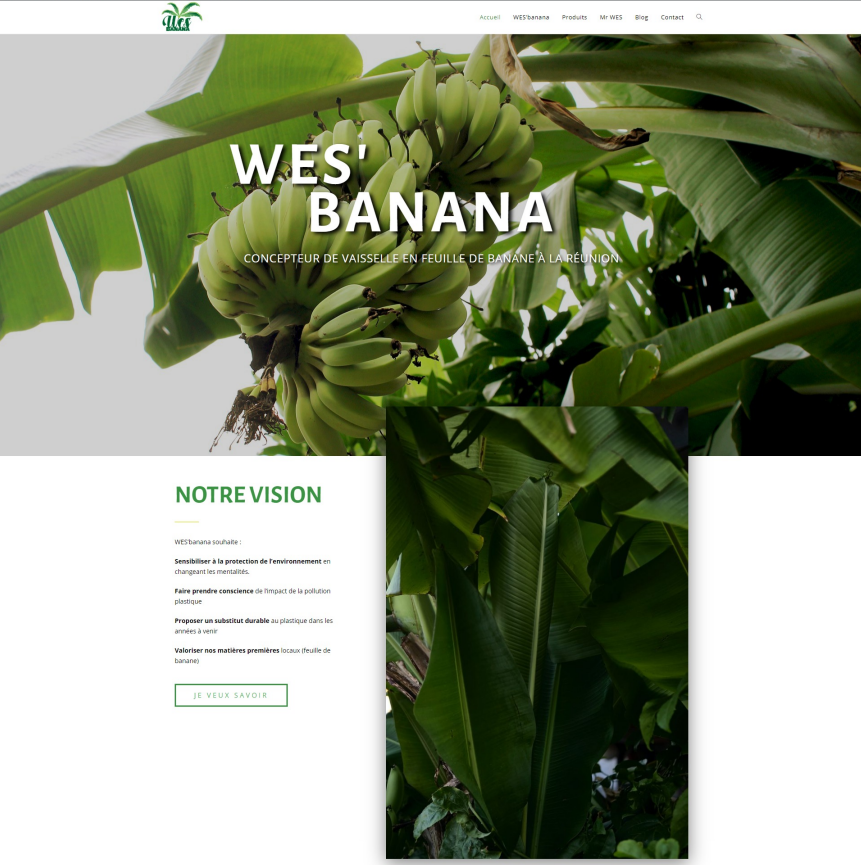 Wes
BANANA
Accueil WES'banana Produits Mr WES Blog Contact
WES'
BANANA
CONCEPTEUR DE VAISSELLE EN FEUILLE DE BANANE À LA RÉUNION
NOTRE VISION
WES'banana souhaite :
Sensibiliser à la protection de l'environnement en
changeant les mentalités.
Faire prendre conscience de l'impact de la pollution
plastique
Proposer un substitut durable au plastique dans les
années à venir
Valoriser nos matières premières locaux (feuille de
banane)
JE VEUX SAVOIR